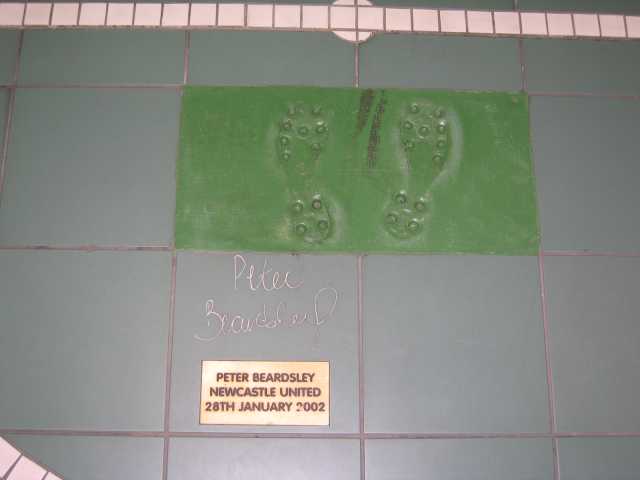 Peter
Beardsley
PETER BEARDSLEY
NEWCASTLE UNITED
28TH JANUARY 2002